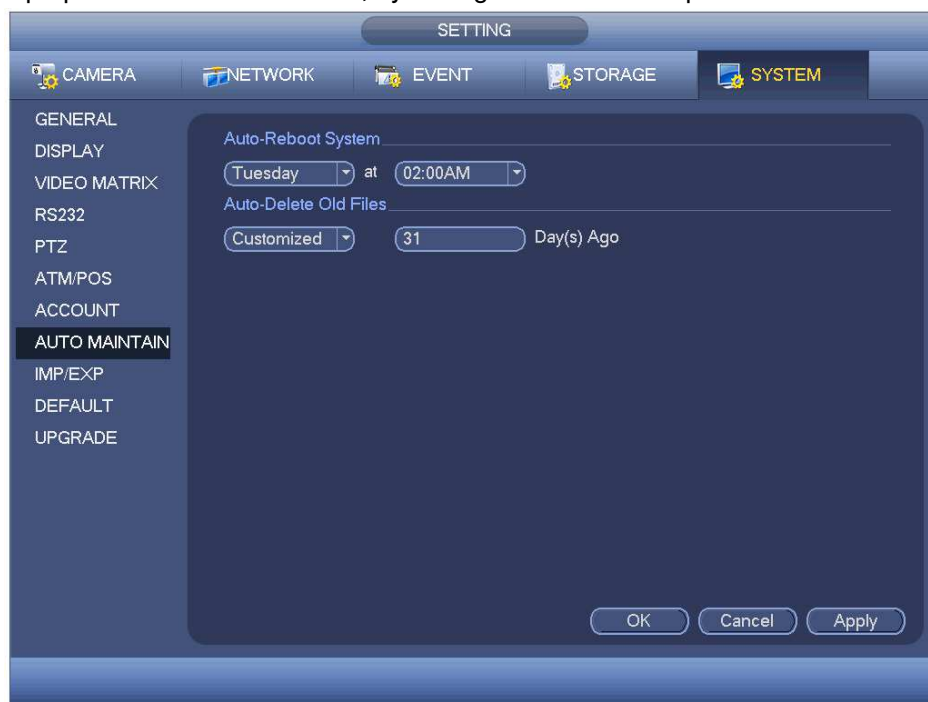 SETTING
CAMERA NETWORK EVENT STORAGE SYSTEM
GENERAL
DISPLAY
VIDEO MATRIX
RS232
PTZ
ATM/POS
ACCOUNT
AUTO MAINTAIN
IMP/EXP
DEFAULT
UPGRADE
Auto-Reboot System
Tuesday at 02:00AM
Auto-Delete Old Files
Customized 31 Day(s) Ago
OK Cancel Apply